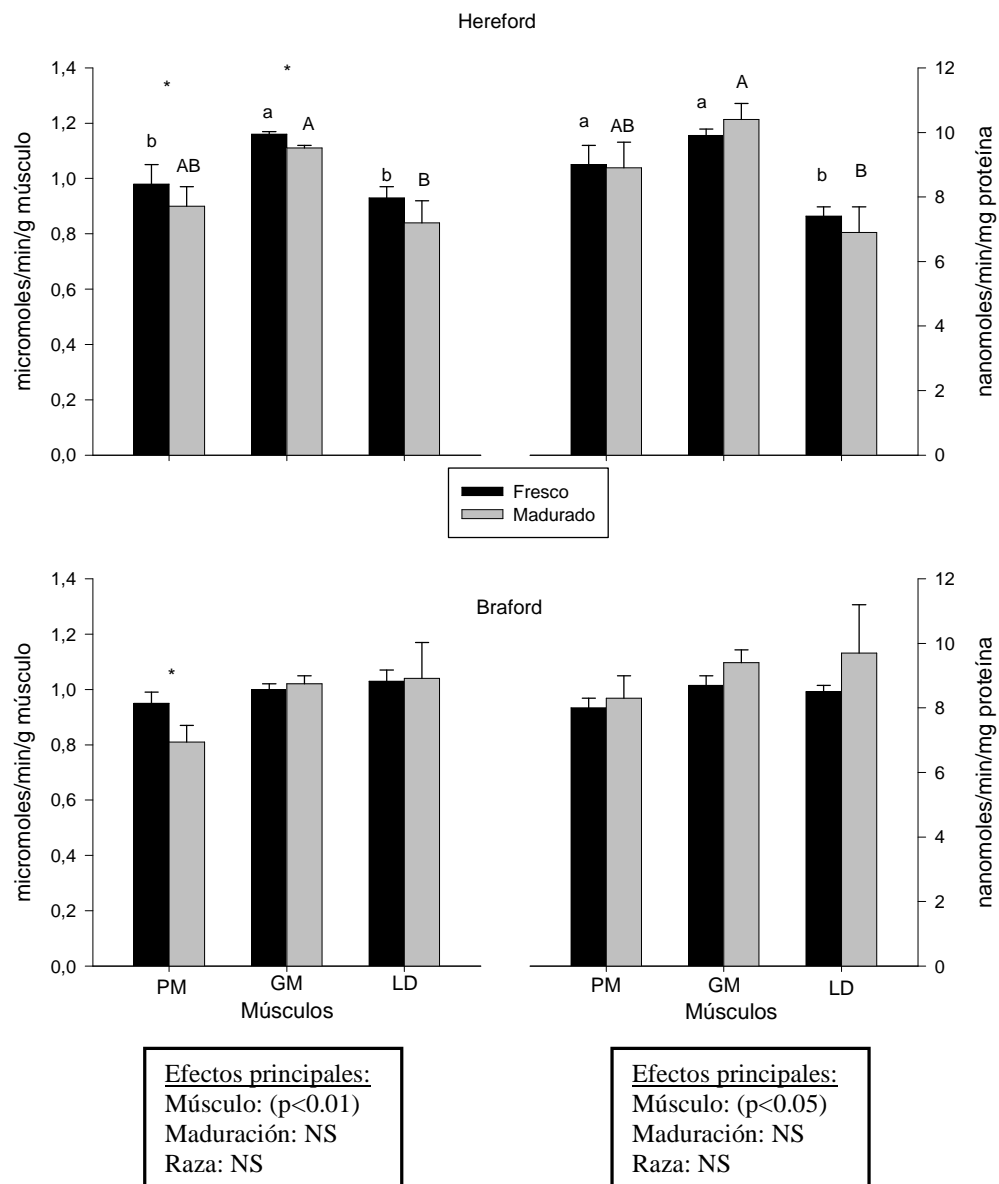 Hereford
micromoles/min/g músculo
1,4
1,2
1,0
0,8
0,6
0,4
0,2
0,0
*
*
b
AB
a
A
b
B
a
AB
a
A
b
B
12
10
8
6
4
2
0
nanomoles/min/mg proteína
Fresco
Madurado
Braford
micromoles/min/g músculo
1,4
1,2
1,0
0,8
0,6
0,4
0,2
0,0
*
12
10
8
6
4
2
0
nanomoles/min/mg proteína
PM GM LD
Músculos
PM GM LD
Músculos
Efectos principales:
Músculo: (p<0.01)
Maduración: NS
Raza: NS
Efectos principales:
Músculo: (p<0.05)
Maduración: NS
Raza: NS